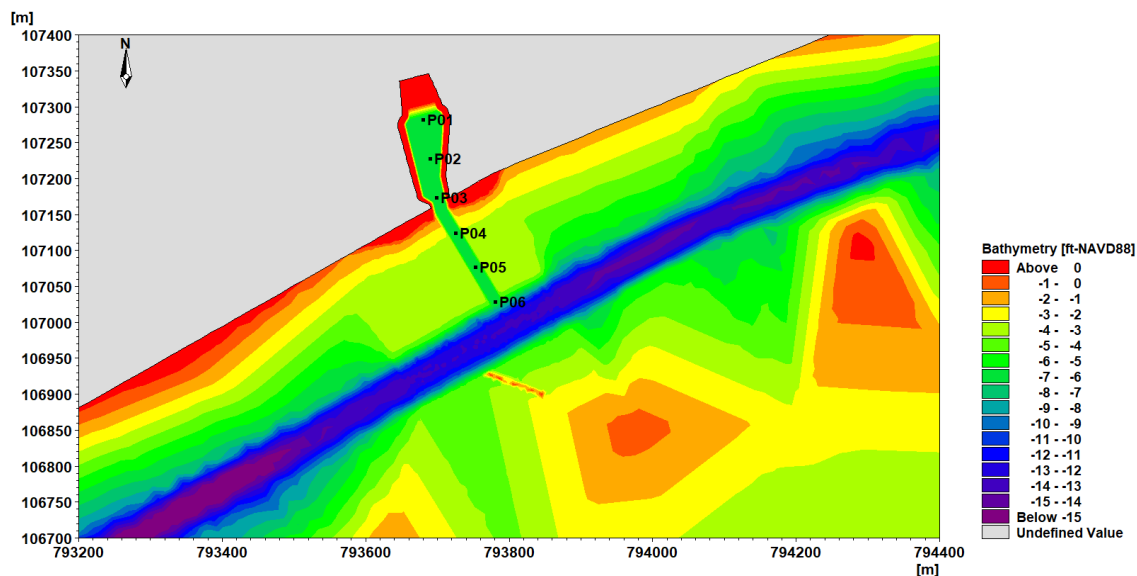 [m]
107400
N
107350
107300
P01
107250
P02
107200
P03
107150
P04
107100
P05
107050
P06
107000
106950
106900
106850
106800
106750
106700
793200 793400 793600 793800 794000 794200 794400
[m]
Bathymetry [ft-NAVD88]
Above 0
-1 - 0
-2 - -1
-3 - -2
-4 - -3
-5 - -4
-6 - -5
-7 - -6
-8 - -7
-9 - -8
-10 - -9
-11 - -10
-12 - -11
-13 - -12
-14 - -13
-15 - -14
Below -15
Undefined Value